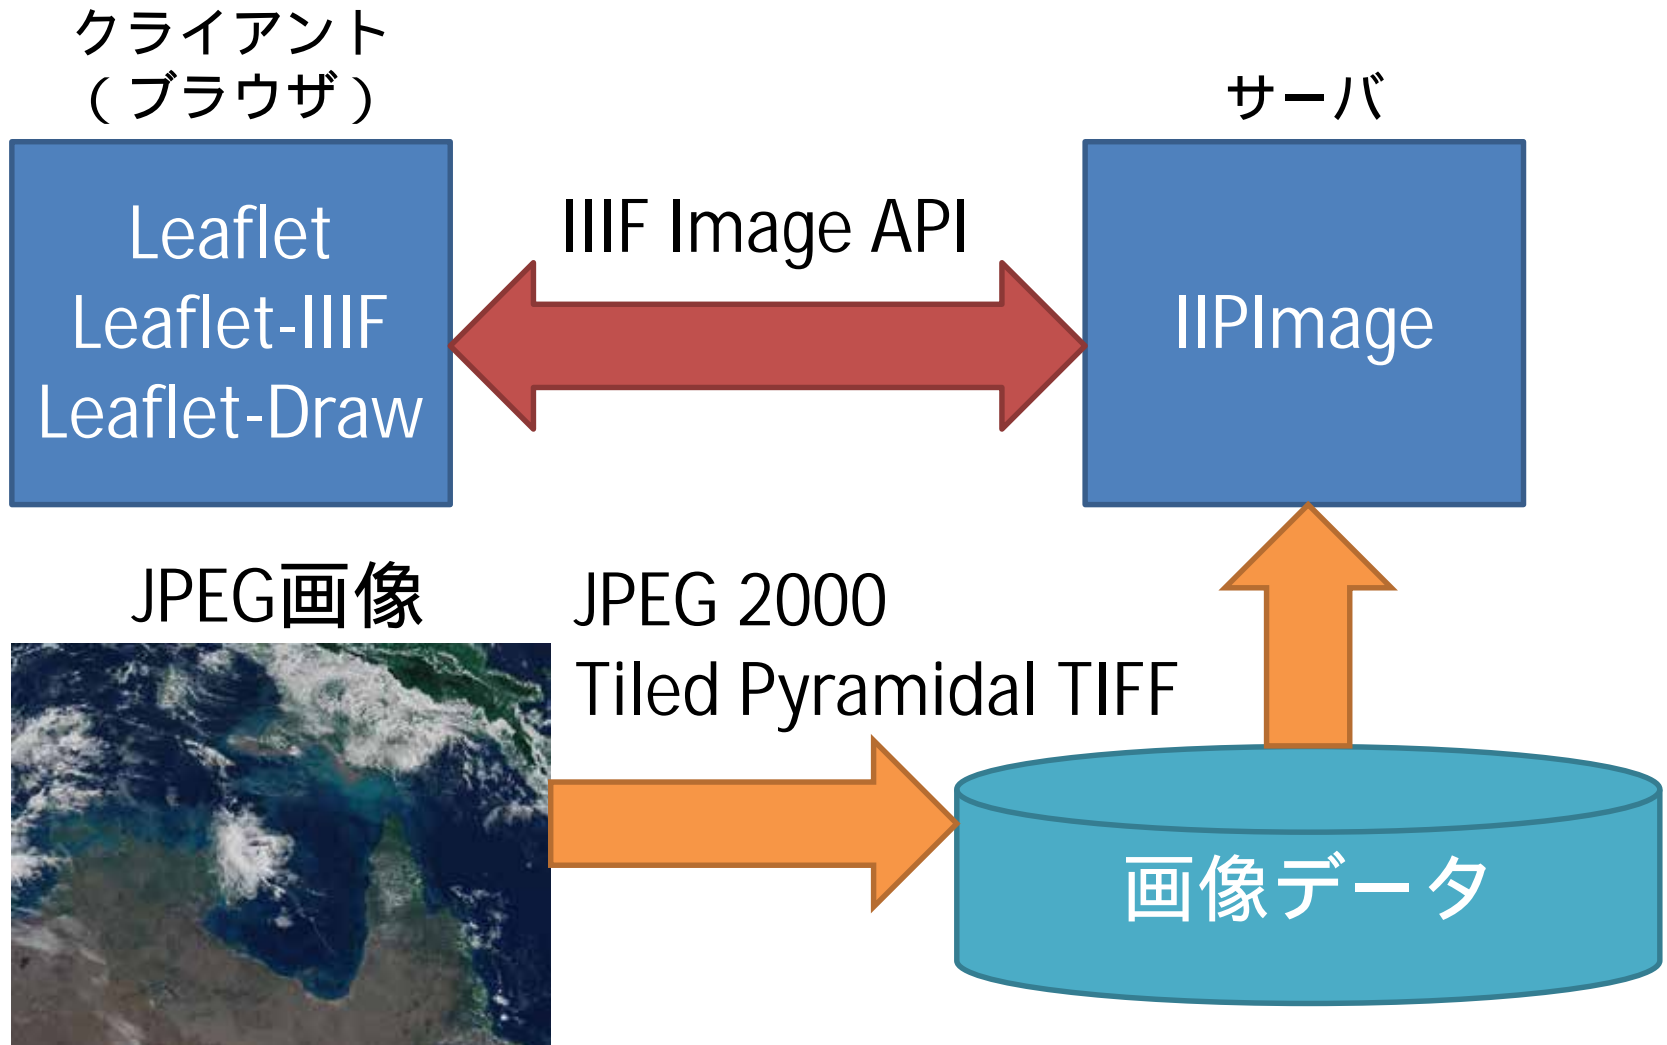 クライアント
（ブラウザ）
サーバ
Leaflet
Leaflet-IIIF
Leaflet-Draw
IIIF Image API
IIPImage
JPEG画像
JPEG 2000
Tiled Pyramidal TIFF
画像データ